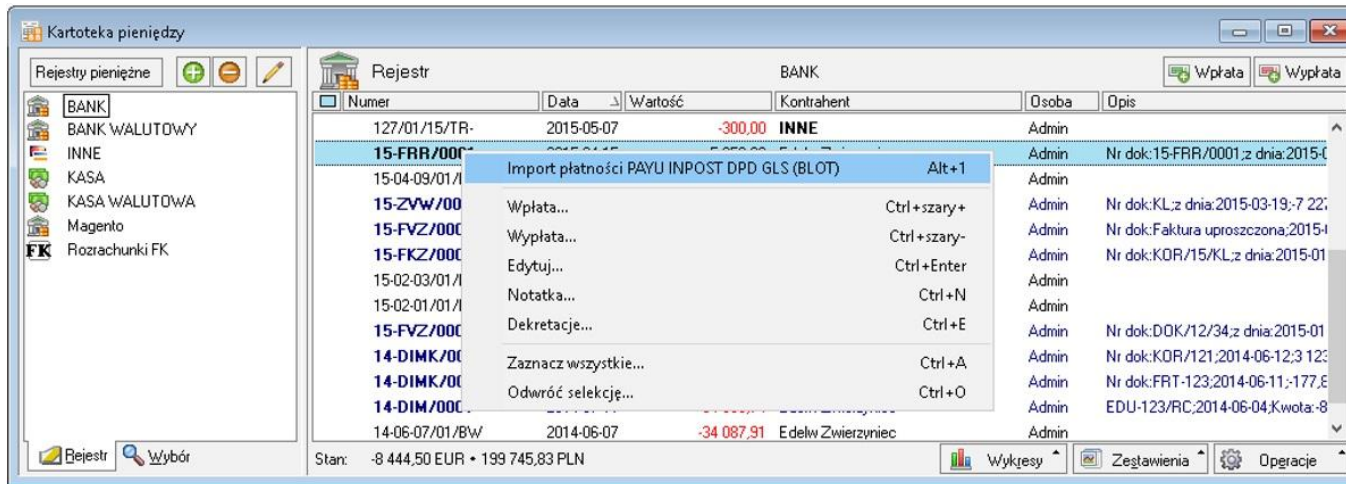 Kartoteka pieniędzy
Rejestry pieniężne
Rejestr BANK Wpłata Wypłata
BANK
BANK WALUTOWY
INNE
KASA
KASA WALUTOWA
Magento
FK Rozrachunki FK
Numer Data Wartość Kontrahent Osoba Opis
127/01/15/TR- 2015-05-07 -300,00 INNE Admin
15-FRR/0001 Admin Nr dok:15-FRR/0001;z dnia:2015-0
15-04-09/01/ Admin
15-ZVW/00 Admin Nr dok:KL;z dnia:2015-03-19;-7 227
15-FVZ/000 Admin Nr dok:Faktura uproszczona;2015-
15-FKZ/000 Admin Nr dok:KOR/15/KL;z dnia:2015-01
15-02-03/01/ Admin
15-02-01/01/ Admin
15-FVZ/000 Admin Nr dok:DOK/12/34;z dnia:2015-01
14-DIMK/00 Admin Nr dok:KOR/121;2014-06-12;3 123
14-DIMK/00 Admin Nr dok:FRT-123;2014-06-11;-177,8
14-DIM/000 Admin EDU-123/RC;2014-06-04;Kwota:-8
14-06-07/01/BW 2014-06-07 -34 087,91 Edelw Zwierzyniec Admin
Import płatności PAYU INPOST DPD GLS (BLOT) Alt+1
Wpłata... Ctrl+szary+
Wypłata... Ctrl+szary-
Edytuj... Ctrl+Enter
Notatka... Ctrl+N
Dekretacje... Ctrl+E
Zaznacz wszystkie... Ctrl+A
Odwróć selekcję... Ctrl+O
Rejestr Wybór
Stan: -8 444,50 EUR • 199 745,83 PLN
Wykresy Zestawienia Operacje